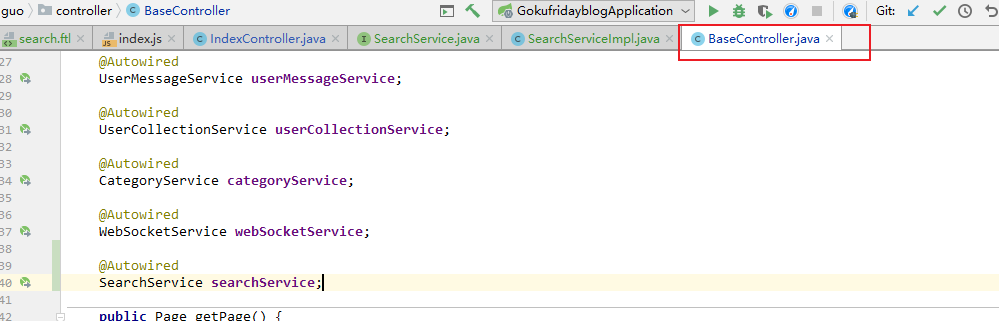 guo controller BaseController GokufridayblogApplication Git:
search.ftl index.js IndexController.java SearchService.java SearchServiceImpl.java BaseController.java
27 @Autowired
28 UserMessageService userMessageService;
29
30 @Autowired
31 UserCollectionService userCollectionService;
32
33 @Autowired
34 CategoryService categoryService;
35
36 @Autowired
37 WebSocketService webSocketService;
38
39 @Autowired
40 SearchService searchService;
41
42 public Page getPage() {